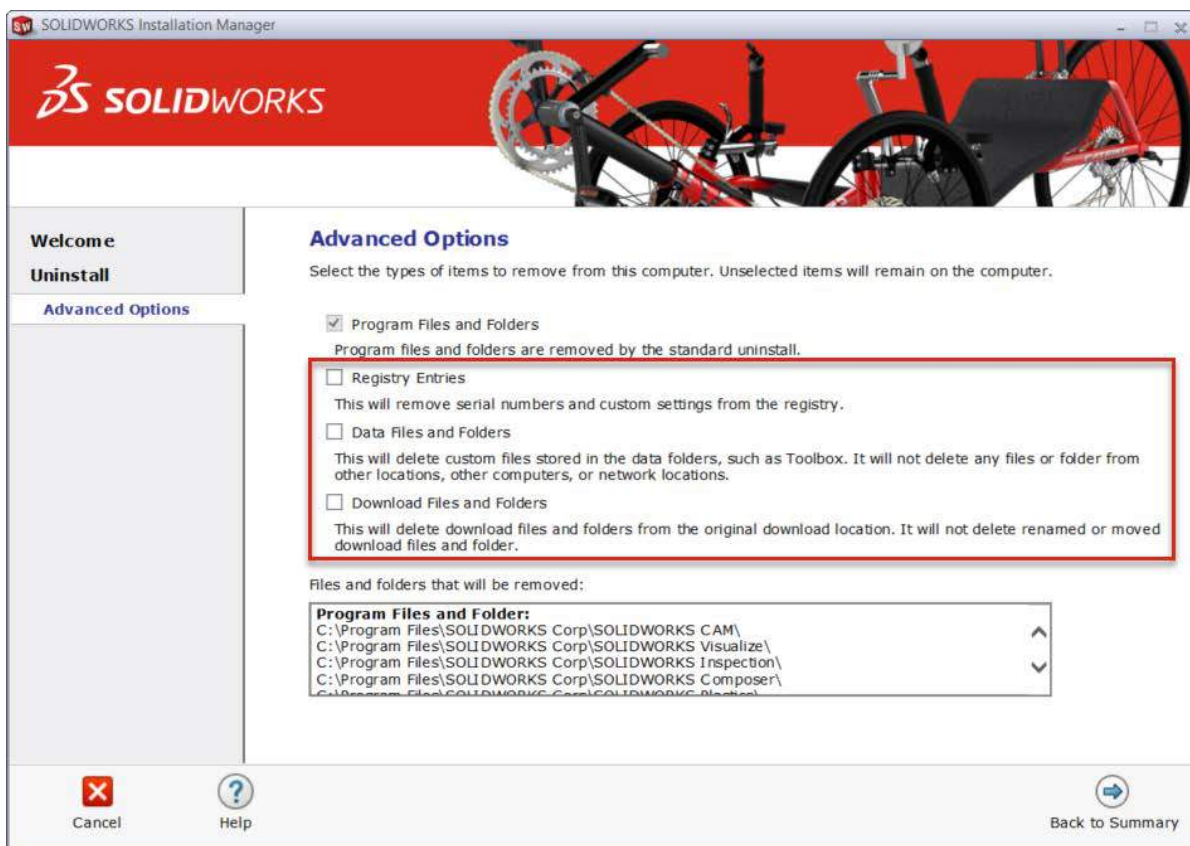 SOLIDWORKS Installation Manager
SOLIDWORKS
Welcome
Uninstall
Advanced Options
Advanced Options
Select the types of items to remove from this computer. Unselected items will remain on the computer.
Program Files and Folders
Program files and folders are removed by the standard uninstall.
Registry Entries
This will remove serial numbers and custom settings from the registry.
Data Files and Folders
This will delete custom files stored in the data folders, such as Toolbox. It will not delete any files or folder from
other locations, other computers, or network locations.
Download Files and Folders
This will delete download files and folders from the original download location. It will not delete renamed or moved
download files and folder.
Files and folders that will be removed:
Program Files and Folder:
C:\Program Files\SOLIDWORKS Corp\SOLIDWORKS CAM\
C:\Program Files\SOLIDWORKS Corp\SOLIDWORKS Visualize\
C:\Program Files\SOLIDWORKS Corp\SOLIDWORKS Inspection\
C:\Program Files\SOLIDWORKS Corp\SOLIDWORKS Composer\
C:\Program Files\SOLIDWORKS Corp\SOLIDWORKS Plastics\
Cancel
Help
Back to Summary